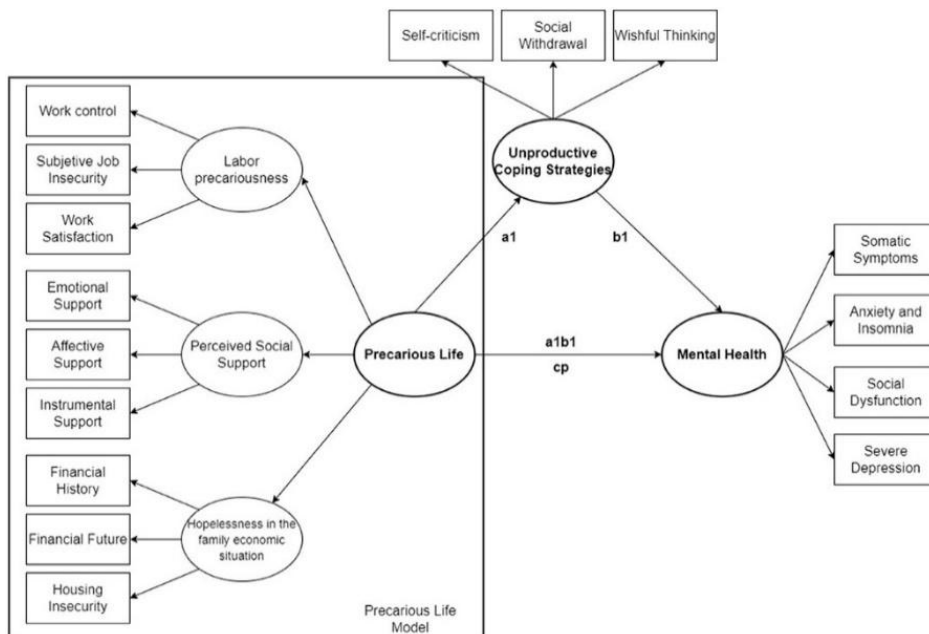 Self-criticism
Social
Withdrawal
Wishful Thinking
Work control
Subjetive Job
Insecurity
Work
Satisfaction
Labor
precariousness
Unproductive
Coping Strategies
a1
b1
Emotional
Support
Affective
Support
Instrumental
Support
Perceived Social
Support
Precarious Life
a1b1
cp
Mental Health
Somatic
Symptoms
Anxiety and
Insomnia
Social
Dysfunction
Severe
Depression
Financial
History
Financial Future
Housing
Insecurity
Hopelessness in the
family economic
situation
Precarious Life
Model